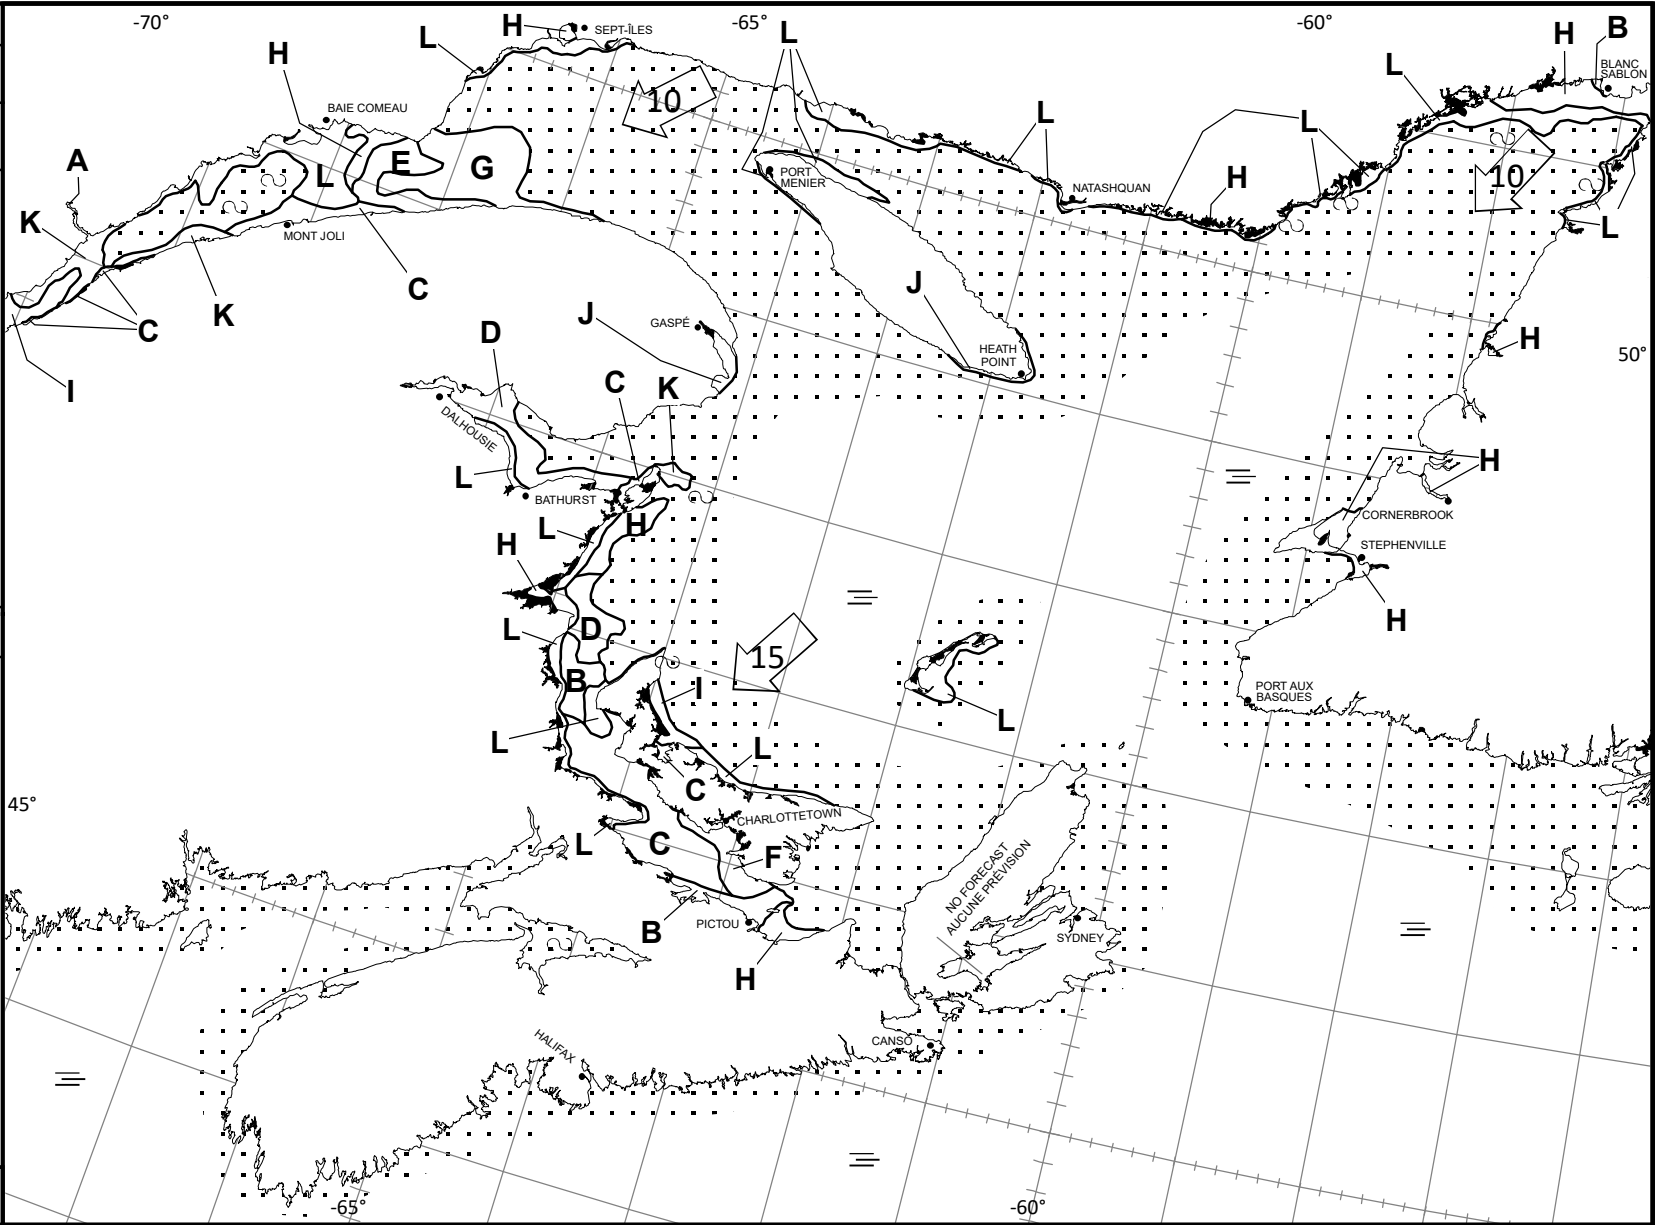 -70°
-65°
-60°
H
SEPT-ÎLES
L
L
H
B
H
L
BLANC
SABLON
10
BAIE COMEAU
L
L
A
E
G
L
PORT
MENIER
NATASHQUAN
H
10
K
MONT JOLI
L
C
K
J
C
J
GASPÉ
D
HEATH
POINT
H
50°
I
C
K
DALHOUSIE
L
BATHURST
H
CORNERBROOK
STEPHENVILLE
H
L
H
H
L
D
15
B
I
PORT AUX
BASQUES
L
L
L
C
45°
CHARLOTTETOWN
L
C
F
NO FORECAST
AUCUNE PRÉVISION
B
PICTOU
SYDNEY
H
HALIFAX
CANSO
-65°
-60°